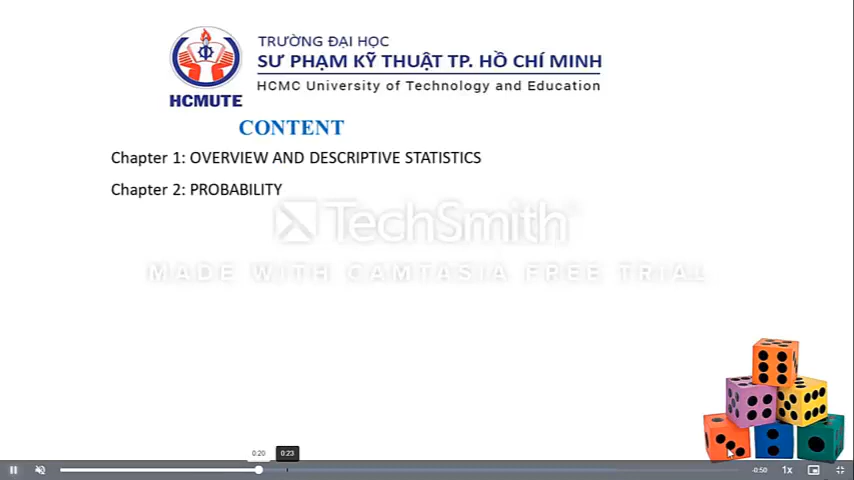 TRƯỜNG ĐẠI HỌC
SƯ PHẠM KỸ THUẬT TP. HỒ CHÍ MINH
HCMC University of Technology and Education
HCMUTE
CONTENT
Chapter 1: OVERVIEW AND DESCRIPTIVE STATISTICS
Chapter 2: PROBABILITY
TechSmith
MADE WITH CAMTASIA FREE TRIAL
0:20
0:23
-0:50
1x